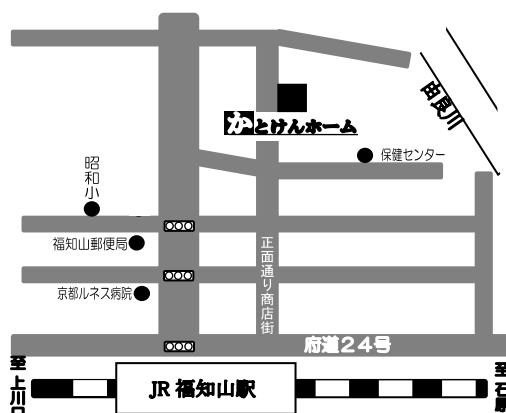 由良川
かとけんホーム
保健センター
昭和小
福知山郵便局
正面通り商店街
京都ルネス病院
府道24号
至上川口
JR 福知山駅
至石原